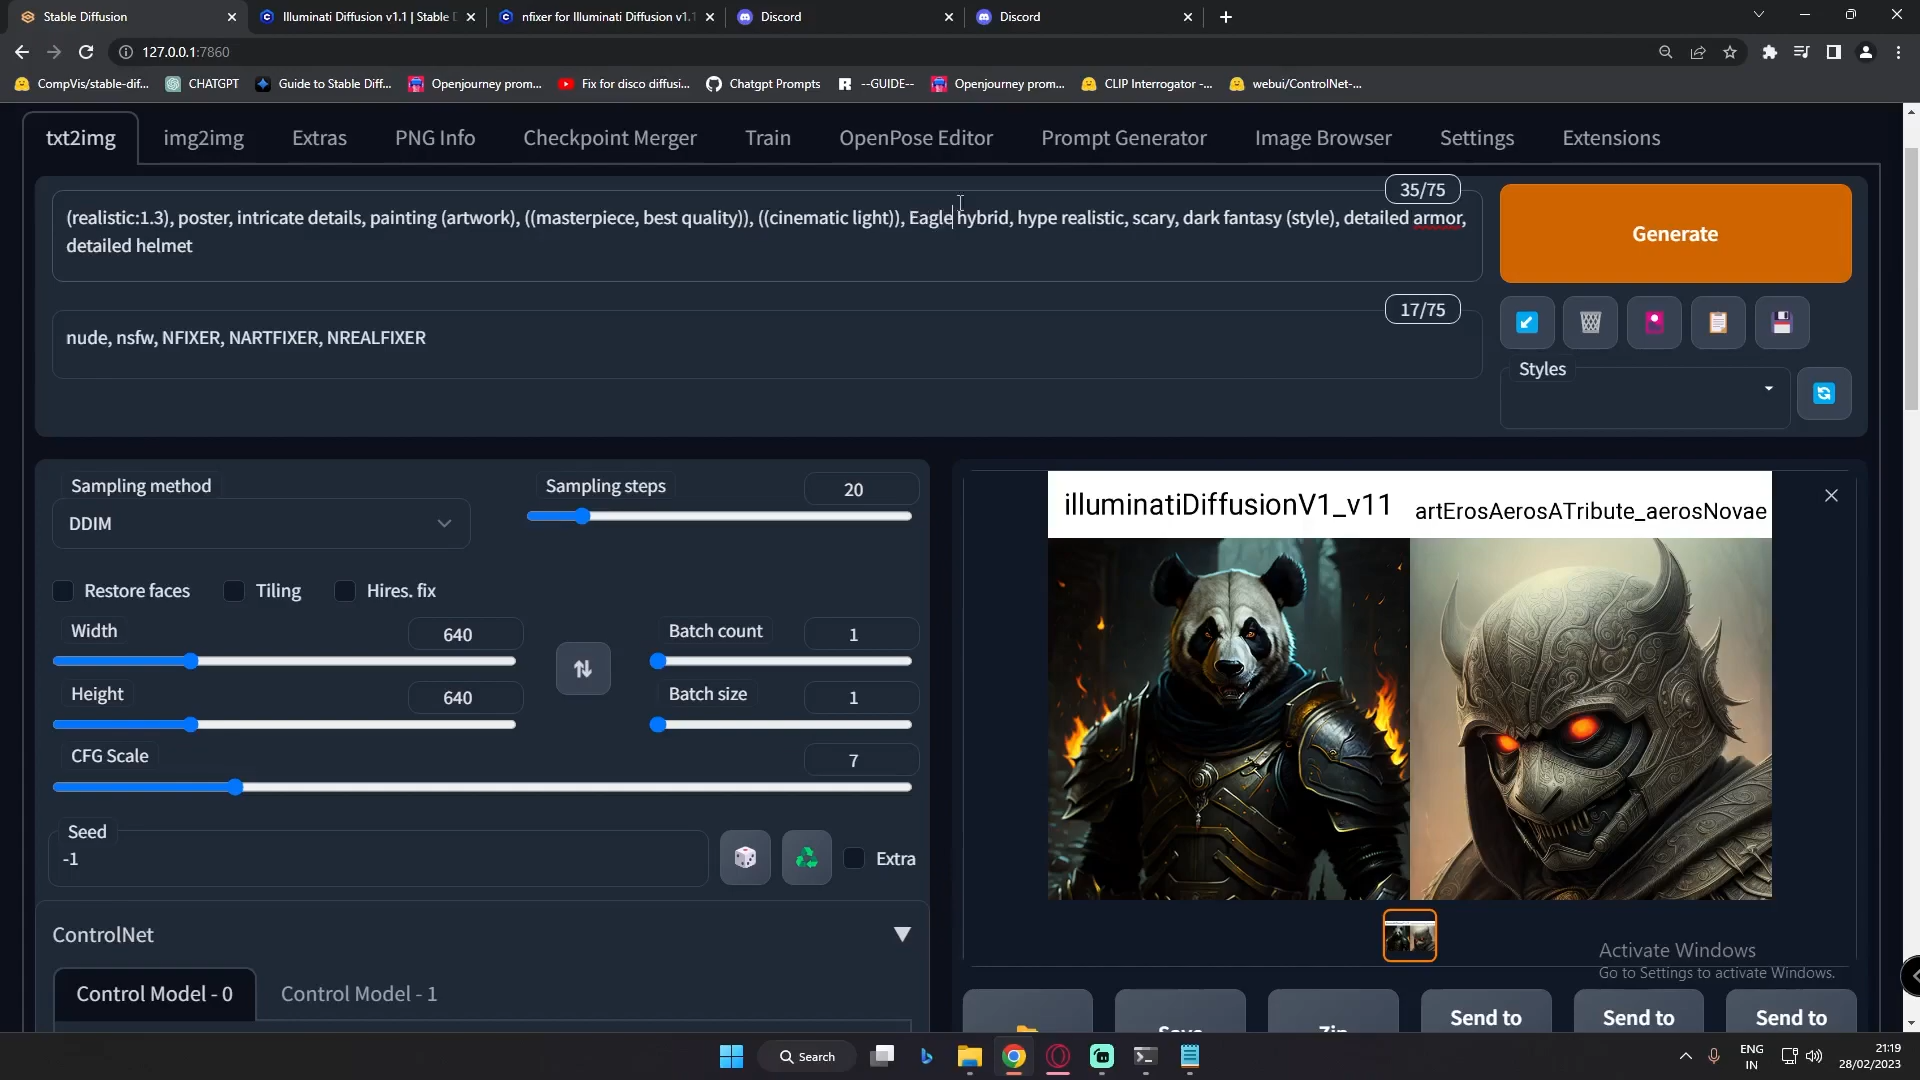 Stable Diffusion
Illuminati Diffusion v1.1 | Stable D
nfixer for Illuminati Diffusion v1.1
Discord
Discord
127.0.0.1:7860
CompVis/stable-dif...
CHATGPT
Guide to Stable Diff...
Openjourney prom...
Fix for disco diffusi...
Chatgpt Prompts
--GUIDE--
Openjourney prom...
CLIP Interrogator -...
webui/ControlNet-...
txt2img
img2img
Extras
PNG Info
Checkpoint Merger
Train
OpenPose Editor
Prompt Generator
Image Browser
Settings
Extensions
35/75
(realistic:1.3), poster, intricate details, painting (artwork), ((masterpiece, best quality)), ((cinematic light)), Eagle hybrid, hype realistic, scary, dark fantasy (style), detailed armor,
detailed helmet
Generate
17/75
nude, nsfw, NFIXER, NARTFIXER, NREALFIXER
Styles
Sampling method
DDIM
Sampling steps
20
Restore faces
Tiling
Hires. fix
Width
640
Batch count
1
Height
640
Batch size
1
CFG Scale
7
Seed
-1
Extra
ControlNet
Control Model - 0
Control Model - 1
illuminatiDiffusionV1_v11
artErosAerosATribute_aerosNovae
Activate Windows
Go to Settings to activate Windows.
Save
Zip
Send to
Send to
Send to
Search
ENG
IN
21:19
28/02/2023